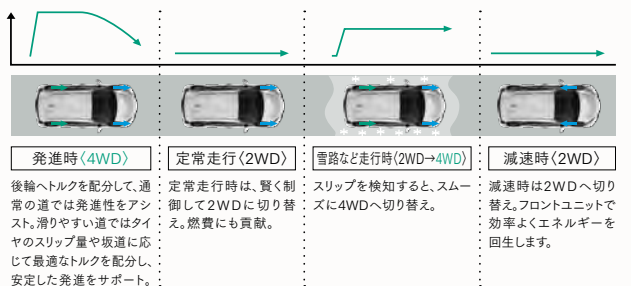 発進時〈4WD〉
後輪へトルクを配分して、通
常の道では発進性をアシ
スト。滑りやすい道ではタイ
ヤのスリップ量や坂道に応
じて最適なトルクを配分し、
安定した発進をサポート。
定常走行〈2WD〉
定常走行時は、賢く制
御して2WDに切り替
え。燃費にも貢献。
雪路など走行時〈2WD→4WD〉
スリップを検知すると、スムー
ズに4WDへ切り替え。
減速時〈2WD〉
減速時は2WDへ切り
替え。フロントユニットで
効率よくエネルギーを
回生します。